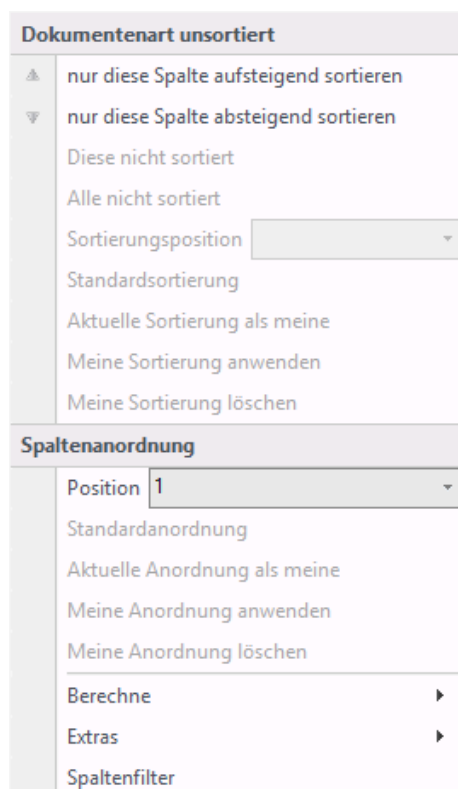 Dokumentenart unsortiert
nur diese Spalte aufsteigend sortieren
nur diese Spalte absteigend sortieren
Diese nicht sortiert
Alle nicht sortiert
Sortierungsposition
Standardsortierung
Aktuelle Sortierung als meine
Meine Sortierung anwenden
Meine Sortierung löschen
Spaltenanordnung
Position 1
Standardanordnung
Aktuelle Anordnung als meine
Meine Anordnung anwenden
Meine Anordnung löschen
Berechne
Extras
Spaltenfilter